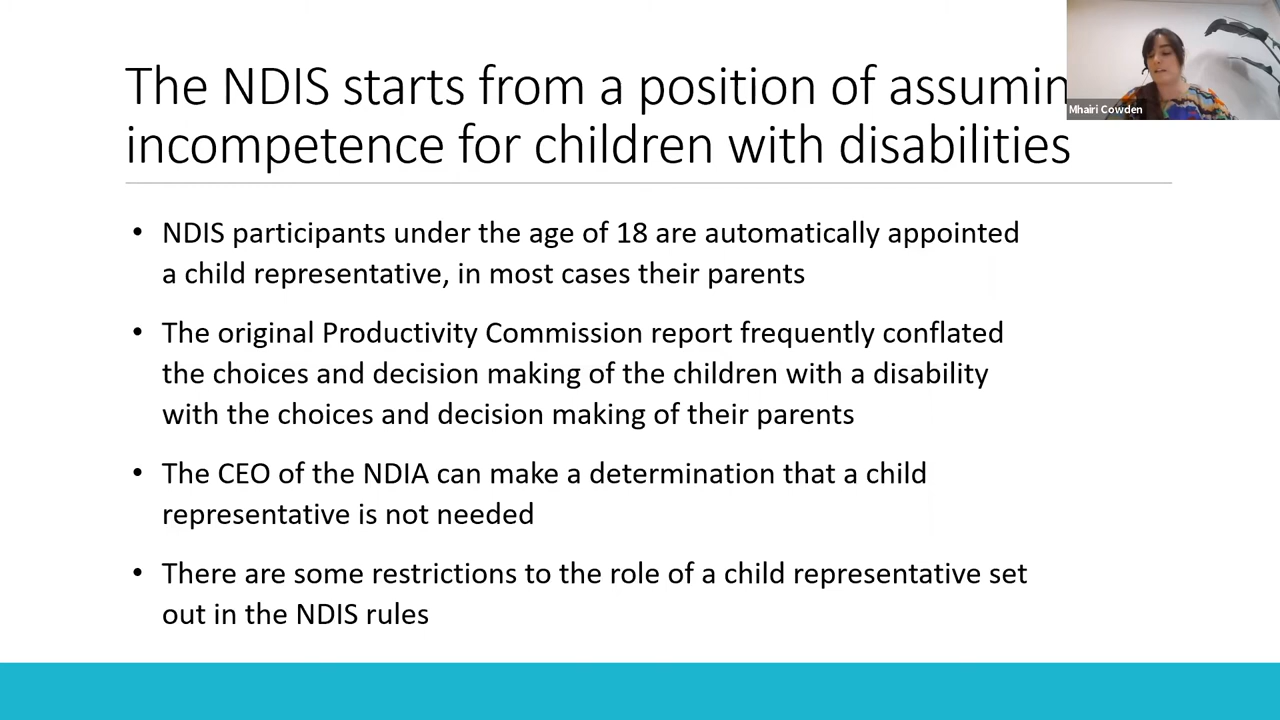 The NDIS starts from a position of assumin
incompetence for children with disabilities
Mhairi Cowden
• NDIS participants under the age of 18 are automatically appointed
a child representative, in most cases their parents
• The original Productivity Commission report frequently conflated
the choices and decision making of the children with a disability
with the choices and decision making of their parents
• The CEO of the NDIA can make a determination that a child
representative is not needed
• There are some restrictions to the role of a child representative set
out in the NDIS rules